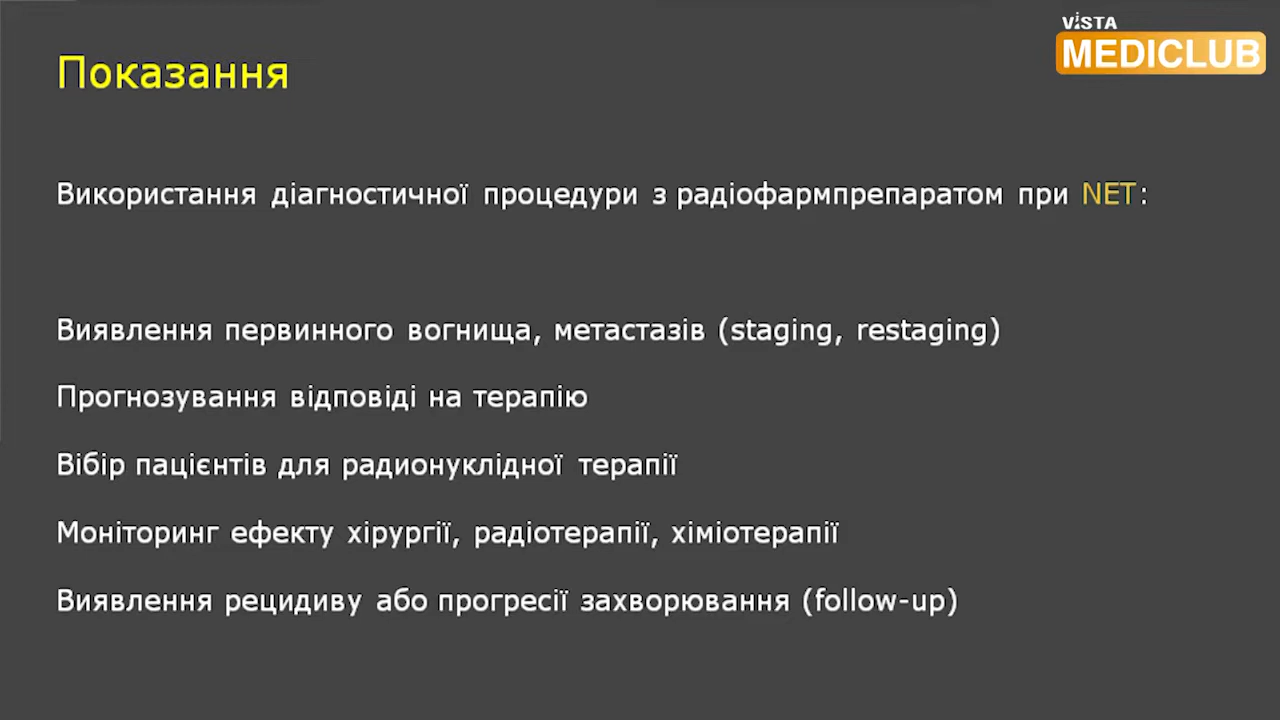 ViSTA
MEDICLUB
Показання
Використання діагностичної процедури з радіофармпрепаратом при NET:
Виявлення первинного вогнища, метастазів (staging, restaging)
Прогнозування відповіді на терапію
Вібір пацієнтів для радионуклідної терапії
Моніторинг ефекту хірургії, радіотерапії, хіміотерапії
Виявлення рецидиву або прогресії захворювання (follow-up)